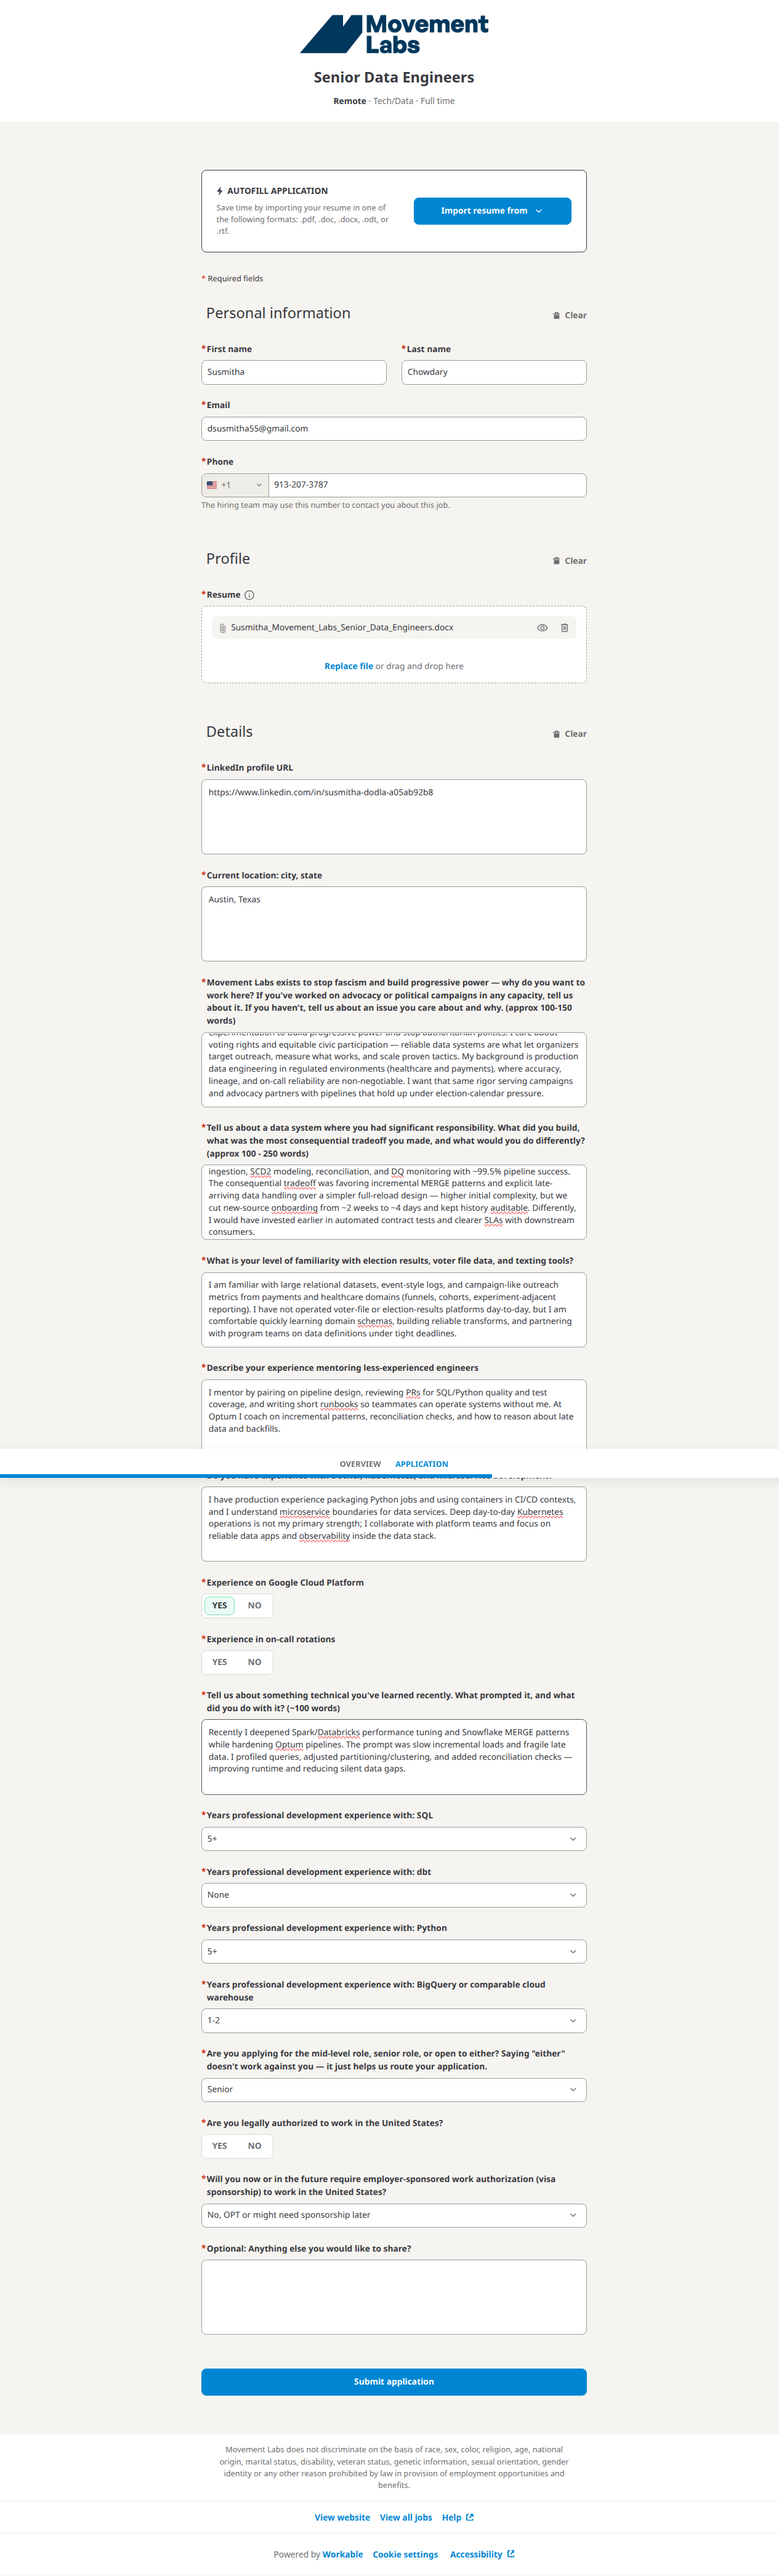 Movement
Labs
Senior Data Engineers
Remote · Tech/Data · Full time
AUTOFILL APPLICATION
Save time by importing your resume in one of
the following formats: .pdf, .doc, .docx, .odt, or
.rtf.
Import resume from
* Required fields
Personal information
Clear
*First name
*Last name
Susmitha
Chowdary
*Email
dsusmitha55@gmail.com
*Phone
+1
913-207-3787
The hiring team may use this number to contact you about this job.
Profile
Clear
*Resume
Susmitha_Movement_Labs_Senior_Data_Engineers.docx
Replace file or drag and drop here
Details
Clear
*LinkedIn profile URL
https://www.linkedin.com/in/susmitha-dodla-a05ab92b8
*Current location: city, state
Austin, Texas
*Movement Labs exists to stop fascism and build progressive power — why do you want to
work here? If you've worked on advocacy or political campaigns in any capacity, tell us
about it. If you haven't, tell us about an issue you care about and why. (approx 100-150
words)
experimentation to build progressive power and stop authoritarian politics. I care about
voting rights and equitable civic participation — reliable data systems are what let organizers
target outreach, measure what works, and scale proven tactics. My background is production
data engineering in regulated environments (healthcare and payments), where accuracy,
lineage, and on-call reliability are non-negotiable. I want that same rigor serving campaigns
and advocacy partners with pipelines that hold up under election-calendar pressure.
*Tell us about a data system where you had significant responsibility. What did you build,
what was the most consequential tradeoff you made, and what would you do differently?
(approx 100 - 250 words)
ingestion, SCD2 modeling, reconciliation, and DQ monitoring with ~99.5% pipeline success.
The consequential tradeoff was favoring incremental MERGE patterns and explicit late-
arriving data handling over a simpler full-reload design — higher initial complexity, but we
cut new-source onboarding from ~2 weeks to ~4 days and kept history auditable. Differently,
I would have invested earlier in automated contract tests and clearer SLAs with downstream
consumers.
*What is your level of familiarity with election results, voter file data, and texting tools?
I am familiar with large relational datasets, event-style logs, and campaign-like outreach
metrics from payments and healthcare domains (funnels, cohorts, experiment-adjacent
reporting). I have not operated voter-file or election-results platforms day-to-day, but I am
comfortable quickly learning domain schemas, building reliable transforms, and partnering
with program teams on data definitions under tight deadlines.
*Describe your experience mentoring less-experienced engineers
I mentor by pairing on pipeline design, reviewing PRs for SQL/Python quality and test
coverage, and writing short runbooks so teammates can operate systems without me. At
Optum I coach on incremental patterns, reconciliation checks, and how to reason about late
data and backfills.
OVERVIEW
APPLICATION
I have production experience packaging Python jobs and using containers in CI/CD contexts,
and I understand microservice boundaries for data services. Deep day-to-day Kubernetes
operations is not my primary strength; I collaborate with platform teams and focus on
reliable data apps and observability inside the data stack.
*Experience on Google Cloud Platform
YES
NO
*Experience in on-call rotations
YES
NO
*Tell us about something technical you've learned recently. What prompted it, and what
did you do with it? (~100 words)
Recently I deepened Spark/Databricks performance tuning and Snowflake MERGE patterns
while hardening Optum pipelines. The prompt was slow incremental loads and fragile late
data. I profiled queries, adjusted partitioning/clustering, and added reconciliation checks —
improving runtime and reducing silent data gaps.
*Years professional development experience with: SQL
5+
*Years professional development experience with: dbt
None
*Years professional development experience with: Python
5+
*Years professional development experience with: BigQuery or comparable cloud
warehouse
1-2
*Are you applying for the mid-level role, senior role, or open to either? Saying "either"
doesn't work against you — it just helps us route your application.
Senior
*Are you legally authorized to work in the United States?
YES
NO
*Will you now or in the future require employer-sponsored work authorization (visa
sponsorship) to work in the United States?
No, OPT or might need sponsorship later
*Optional: Anything else you would like to share?
Submit application
Movement Labs does not discriminate on the basis of race, sex, color, religion, age, national
origin, marital status, disability, veteran status, genetic information, sexual orientation, gender
identity or any other reason prohibited by law in provision of employment opportunities and
benefits.
View website
View all jobs
Help
Powered by Workable
Cookie settings
Accessibility